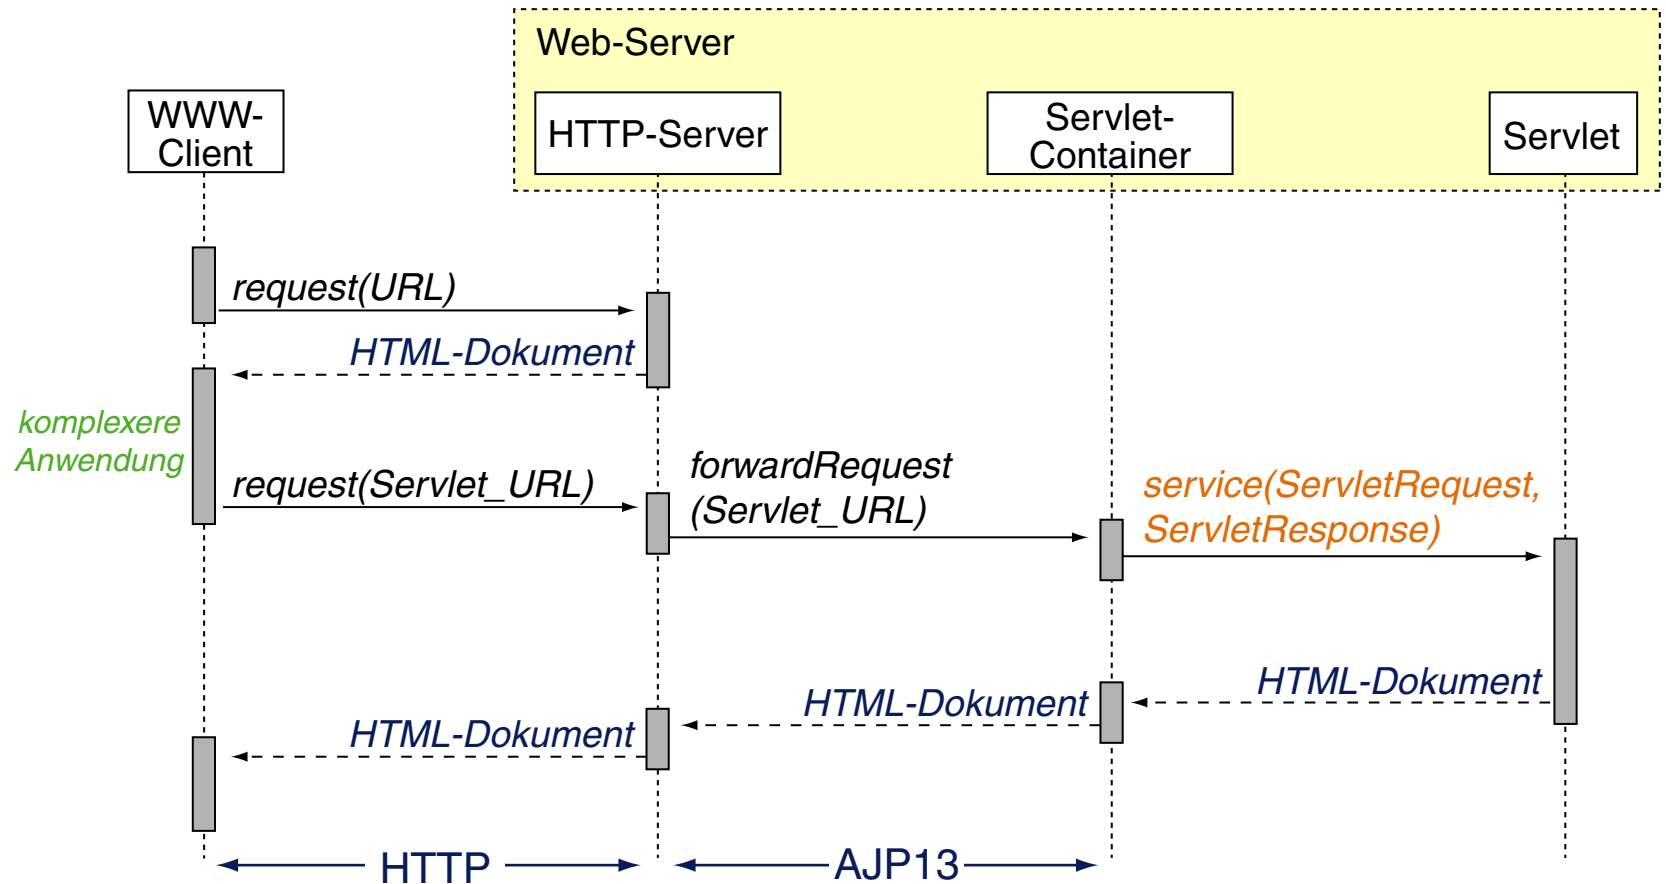 Web-Server
WWW-
Client
HTTP-Server
Servlet-
Container
Servlet
request(URL)
HTML-Dokument
komplexere
Anwendung
request(Servlet_URL)
forwardRequest
(Servlet_URL)
service(ServletRequest,
ServletResponse)
HTML-Dokument
HTML-Dokument
HTML-Dokument
HTTP
AJP13